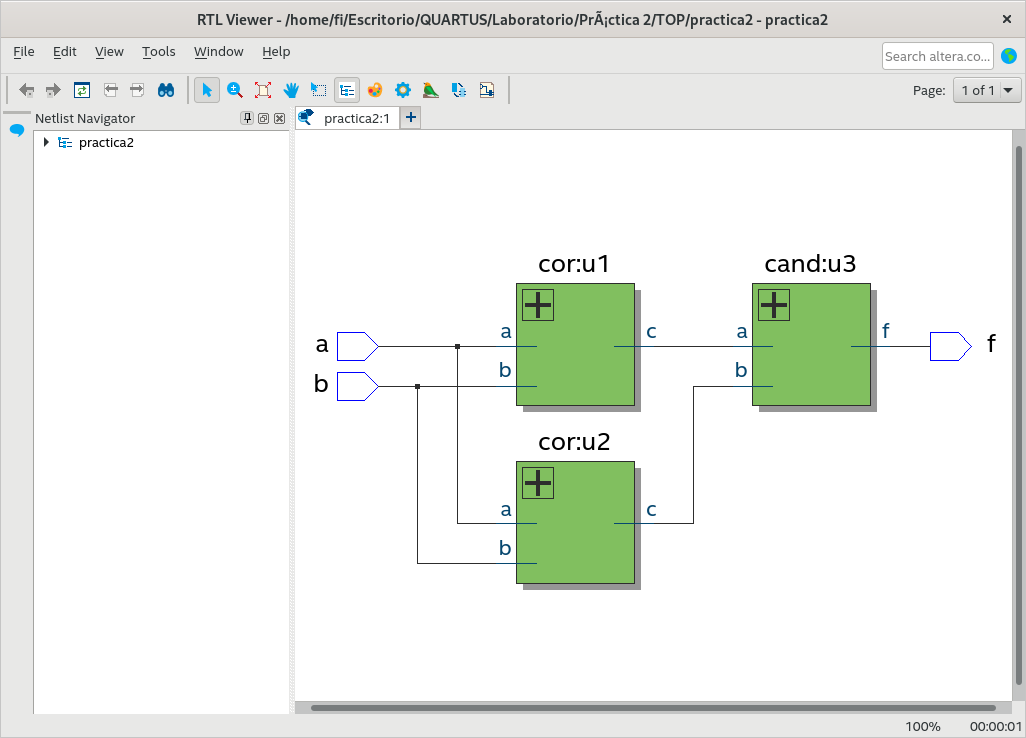 RTL Viewer - /home/fi/Escritorio/QUARTUS/Laboratorio/PrÃ¡ctica 2/TOP/practica2 - practica2
File Edit View Tools Window Help
Search altera.co...
Page: 1 of 1
Netlist Navigator
practica2:1
practica2
cor:u1
cand:u3
a
a
c
a
f
f
b
b
b
cor:u2
a
c
b
100% 00:00:01